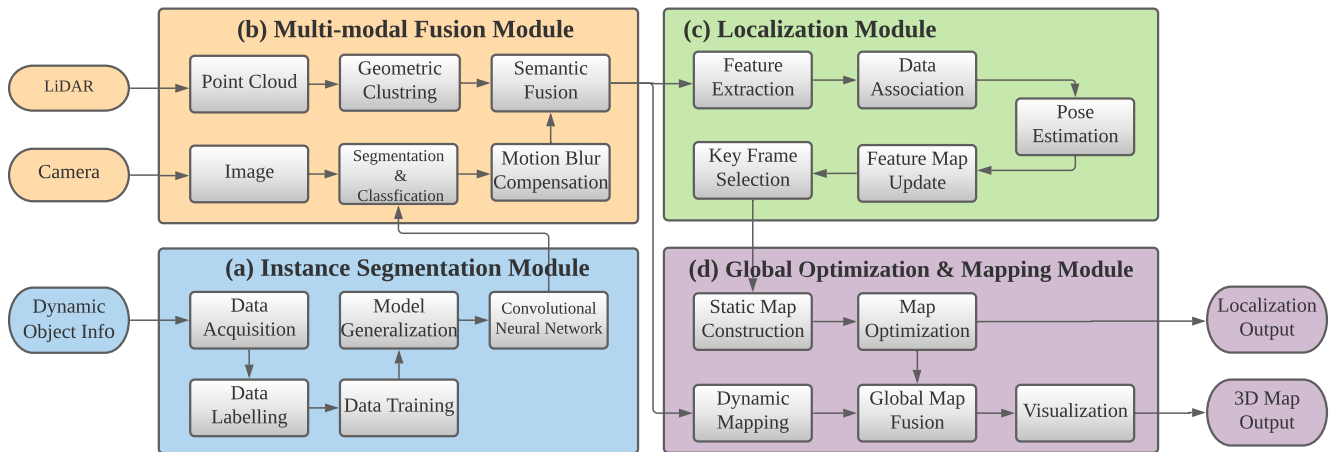 (b) Multi-modal Fusion Module
LiDAR
Point Cloud
Geometric
Clustring
Semantic
Fusion
Camera
Image
Segmentation
&
Classfication
Motion Blur
Compensation
(c) Localization Module
Feature
Extraction
Data
Association
Pose
Estimation
Key Frame
Selection
Feature Map
Update
(a) Instance Segmentation Module
Dynamic
Object Info
Data
Acquisition
Model
Generalization
Convolutional
Neural Network
Data
Labelling
Data Training
(d) Global Optimization & Mapping Module
Static Map
Construction
Map
Optimization
Localization
Output
Dynamic
Mapping
Global Map
Fusion
Visualization
3D Map
Output